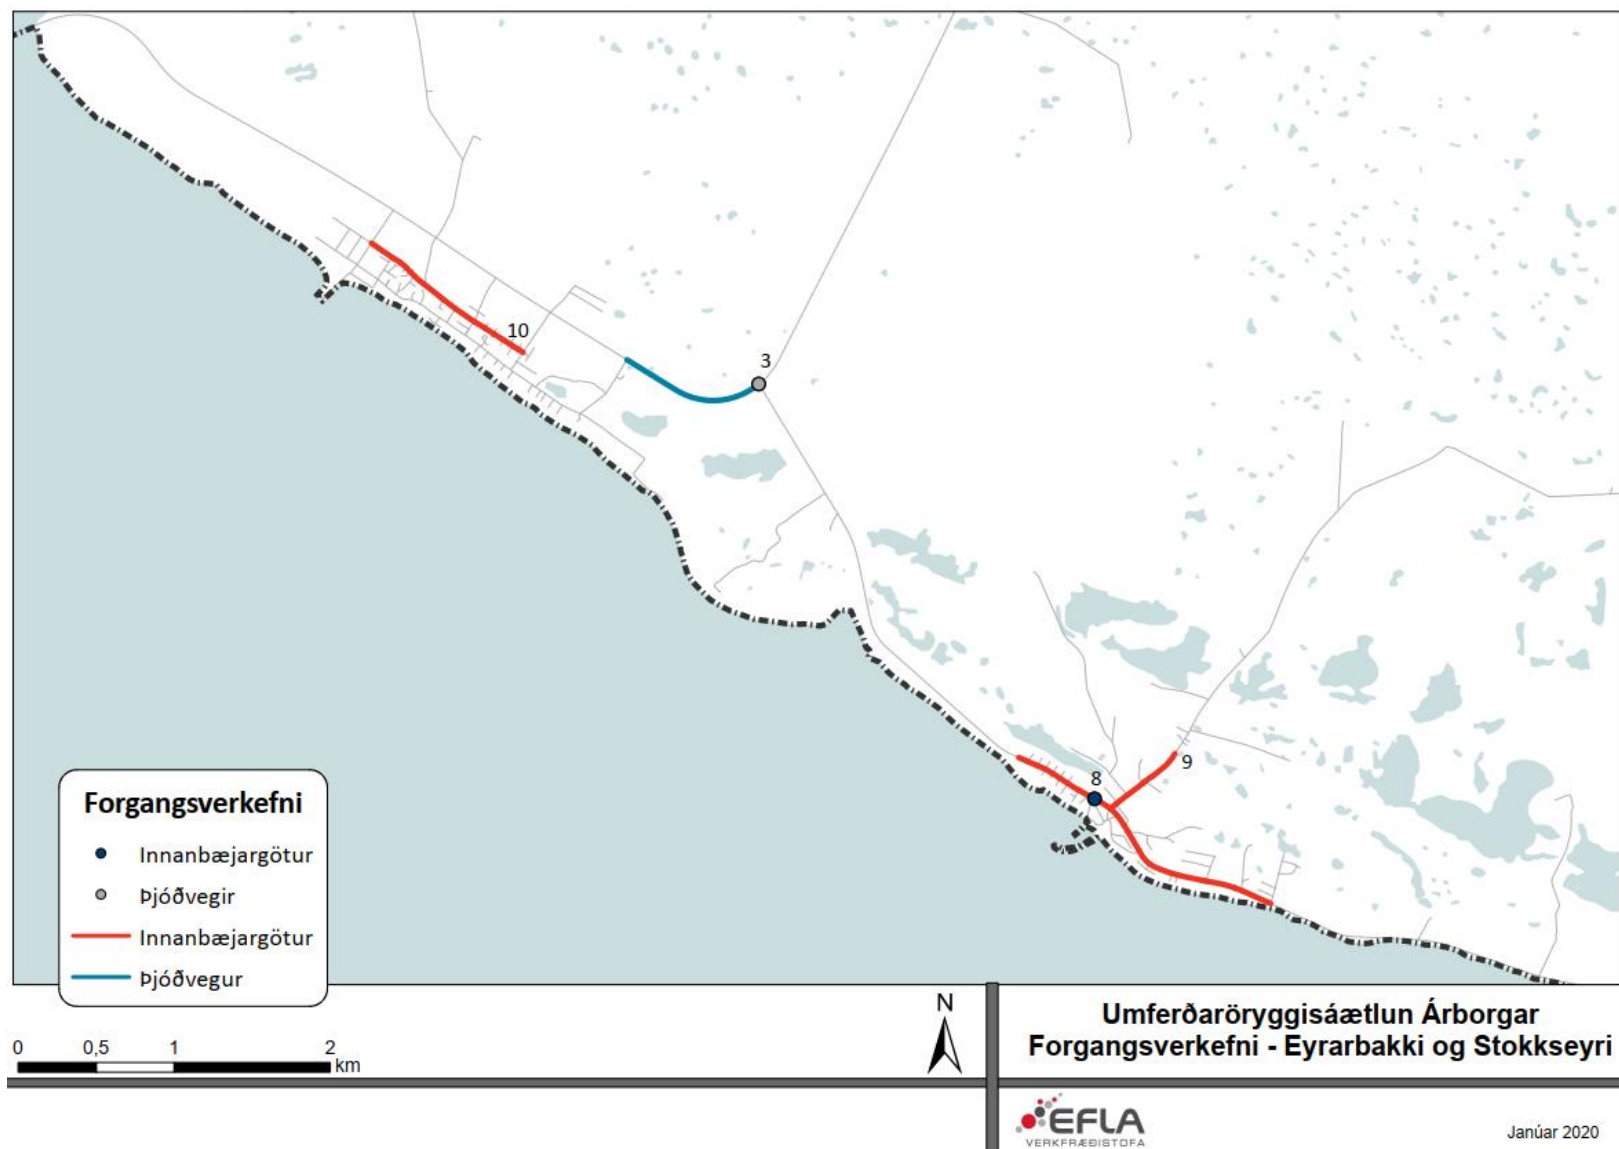 10
3
9
8
Forgangsverkefni
Innanbæjargötur
Þjóðvegir
Innanbæjargötur
Þjóðvegur
0 0,5 1 2
km
N
Umferðaröryggisáætlun Árborgar
Forgangsverkefni - Eyrarbakki og Stokkseyri
EFLA
VERKFRÆÐISTOFA
Janúar 2020